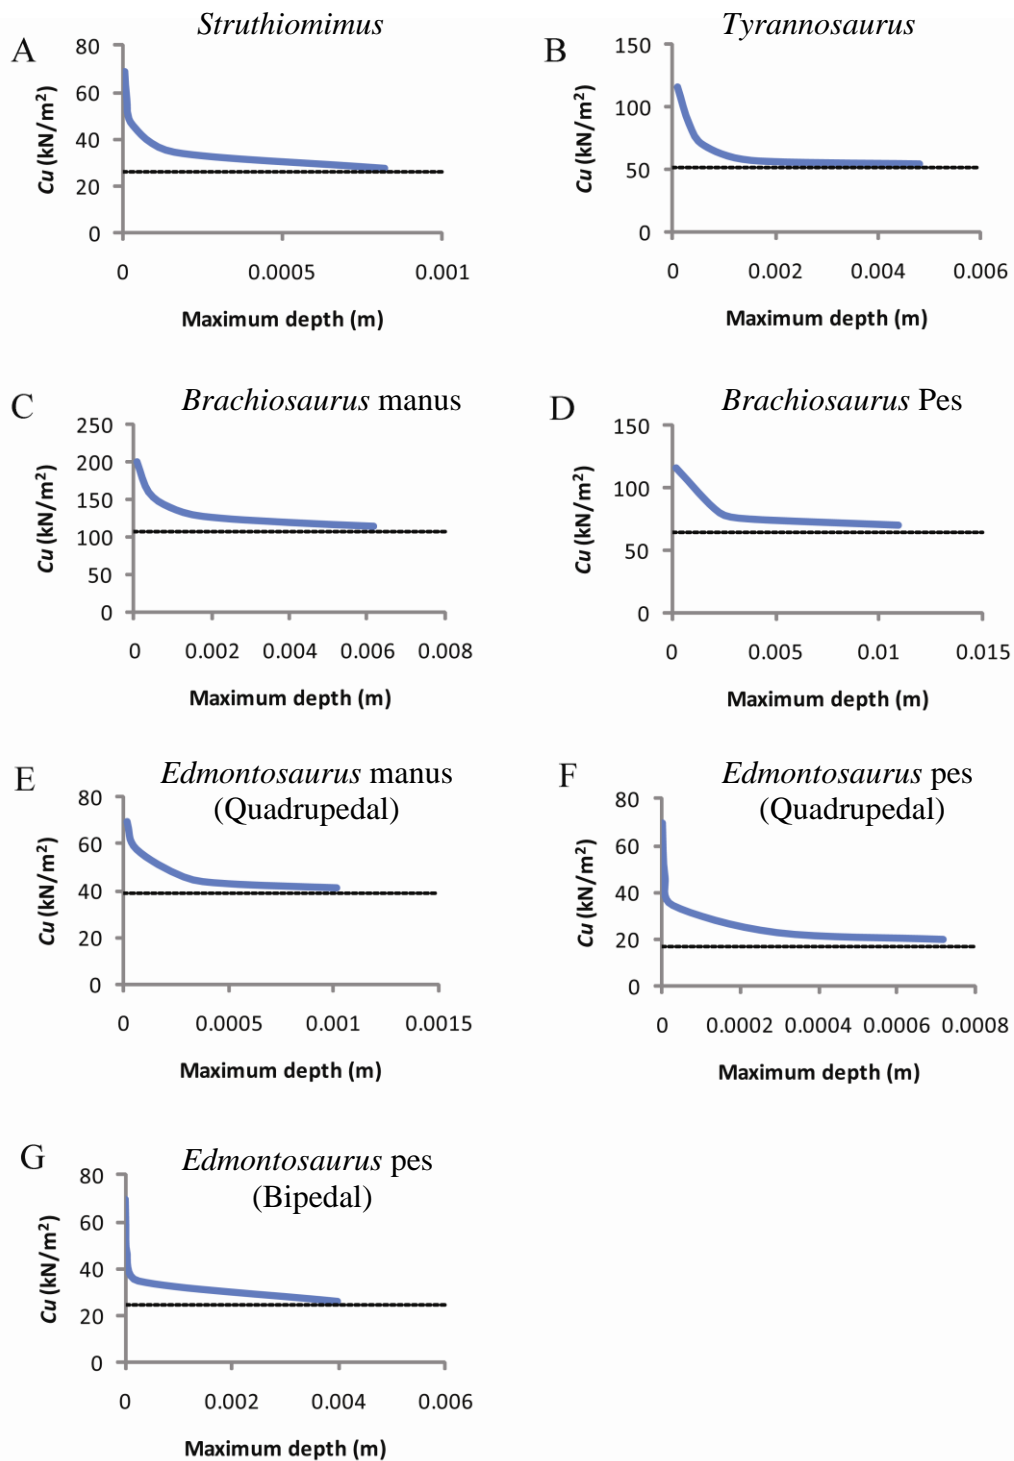 A
Struthiomimus
80
60
40
20
0
Cu (kN/m²)
0 0.0005 0.001
Maximum depth (m)
B
Tyrannosaurus
150
100
50
0
Cu (kN/m²)
0 0.002 0.004 0.006
Maximum depth (m)
C
Brachiosaurus manus
250
200
150
100
50
0
Cu (kN/m²)
0 0.002 0.004 0.006 0.008
Maximum depth (m)
D
Brachiosaurus Pes
150
100
50
0
Cu (kN/m²)
0 0.005 0.01 0.015
Maximum depth (m)
E
Edmontosaurus manus
(Quadrupedal)
80
60
40
20
0
Cu (kN/m²)
0 0.0005 0.001 0.0015
Maximum depth (m)
F
Edmontosaurus pes
(Quadrupedal)
80
60
40
20
0
Cu (kN/m²)
0 0.0002 0.0004 0.0006 0.0008
Maximum depth (m)
G
Edmontosaurus pes
(Bipedal)
80
60
40
20
0
Cu (kN/m²)
0 0.002 0.004 0.006
Maximum depth (m)